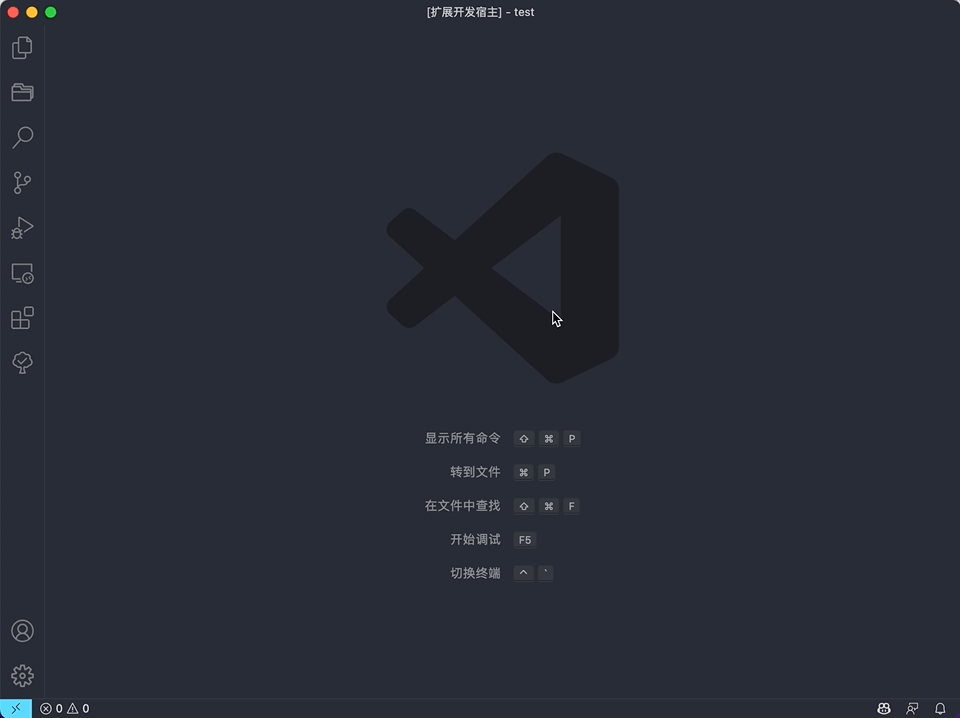 [扩展开发宿主] - test
显示所有命令 ⇧ ⌘ P
转到文件 ⌘ P
在文件中查找 ⇧ ⌘ F
开始调试 F5
切换终端 ^ `
0 0